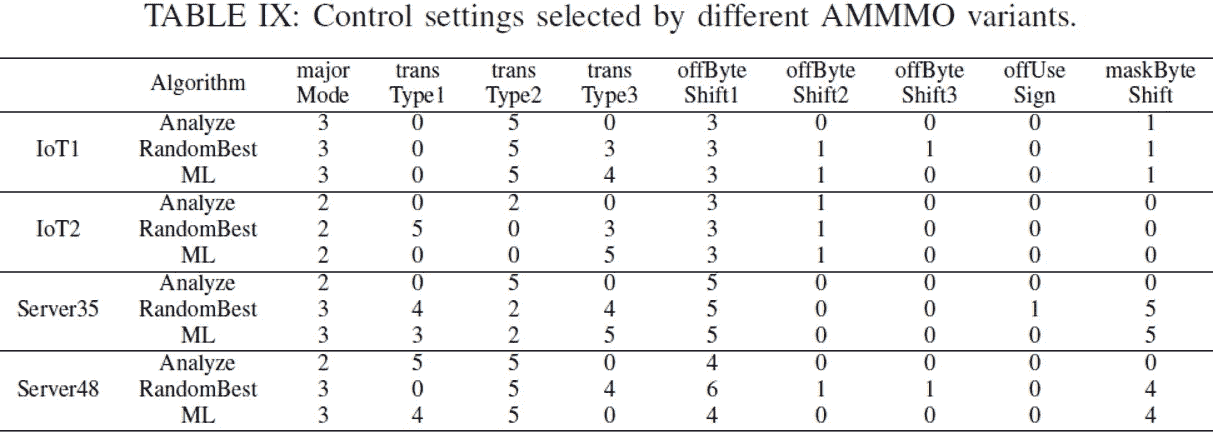 TABLE IX: Control settings selected by different AMMMO variants.
Algorithm major Mode trans Type1 trans Type2 trans Type3 offByte Shift1 offByte Shift2 offByte Shift3 offUse Sign maskByte Shift
Analyze 3 0 5 0 3 0 0 0 1
IoT1 RandomBest 3 0 5 3 3 1 1 0 1
ML 3 0 5 4 3 1 0 0 1
Analyze 2 0 2 0 3 1 0 0 0
IoT2 RandomBest 2 5 0 3 3 1 0 0 0
ML 2 0 0 5 3 1 0 0 0
Analyze 2 0 5 0 5 0 0 0 0
Server35 RandomBest 3 4 2 4 5 0 0 1 5
ML 3 3 2 5 5 0 0 0 5
Analyze 2 5 5 0 4 0 0 0 0
Server48 RandomBest 3 0 5 4 6 1 1 0 4
ML 3 4 5 0 4 0 0 0 4